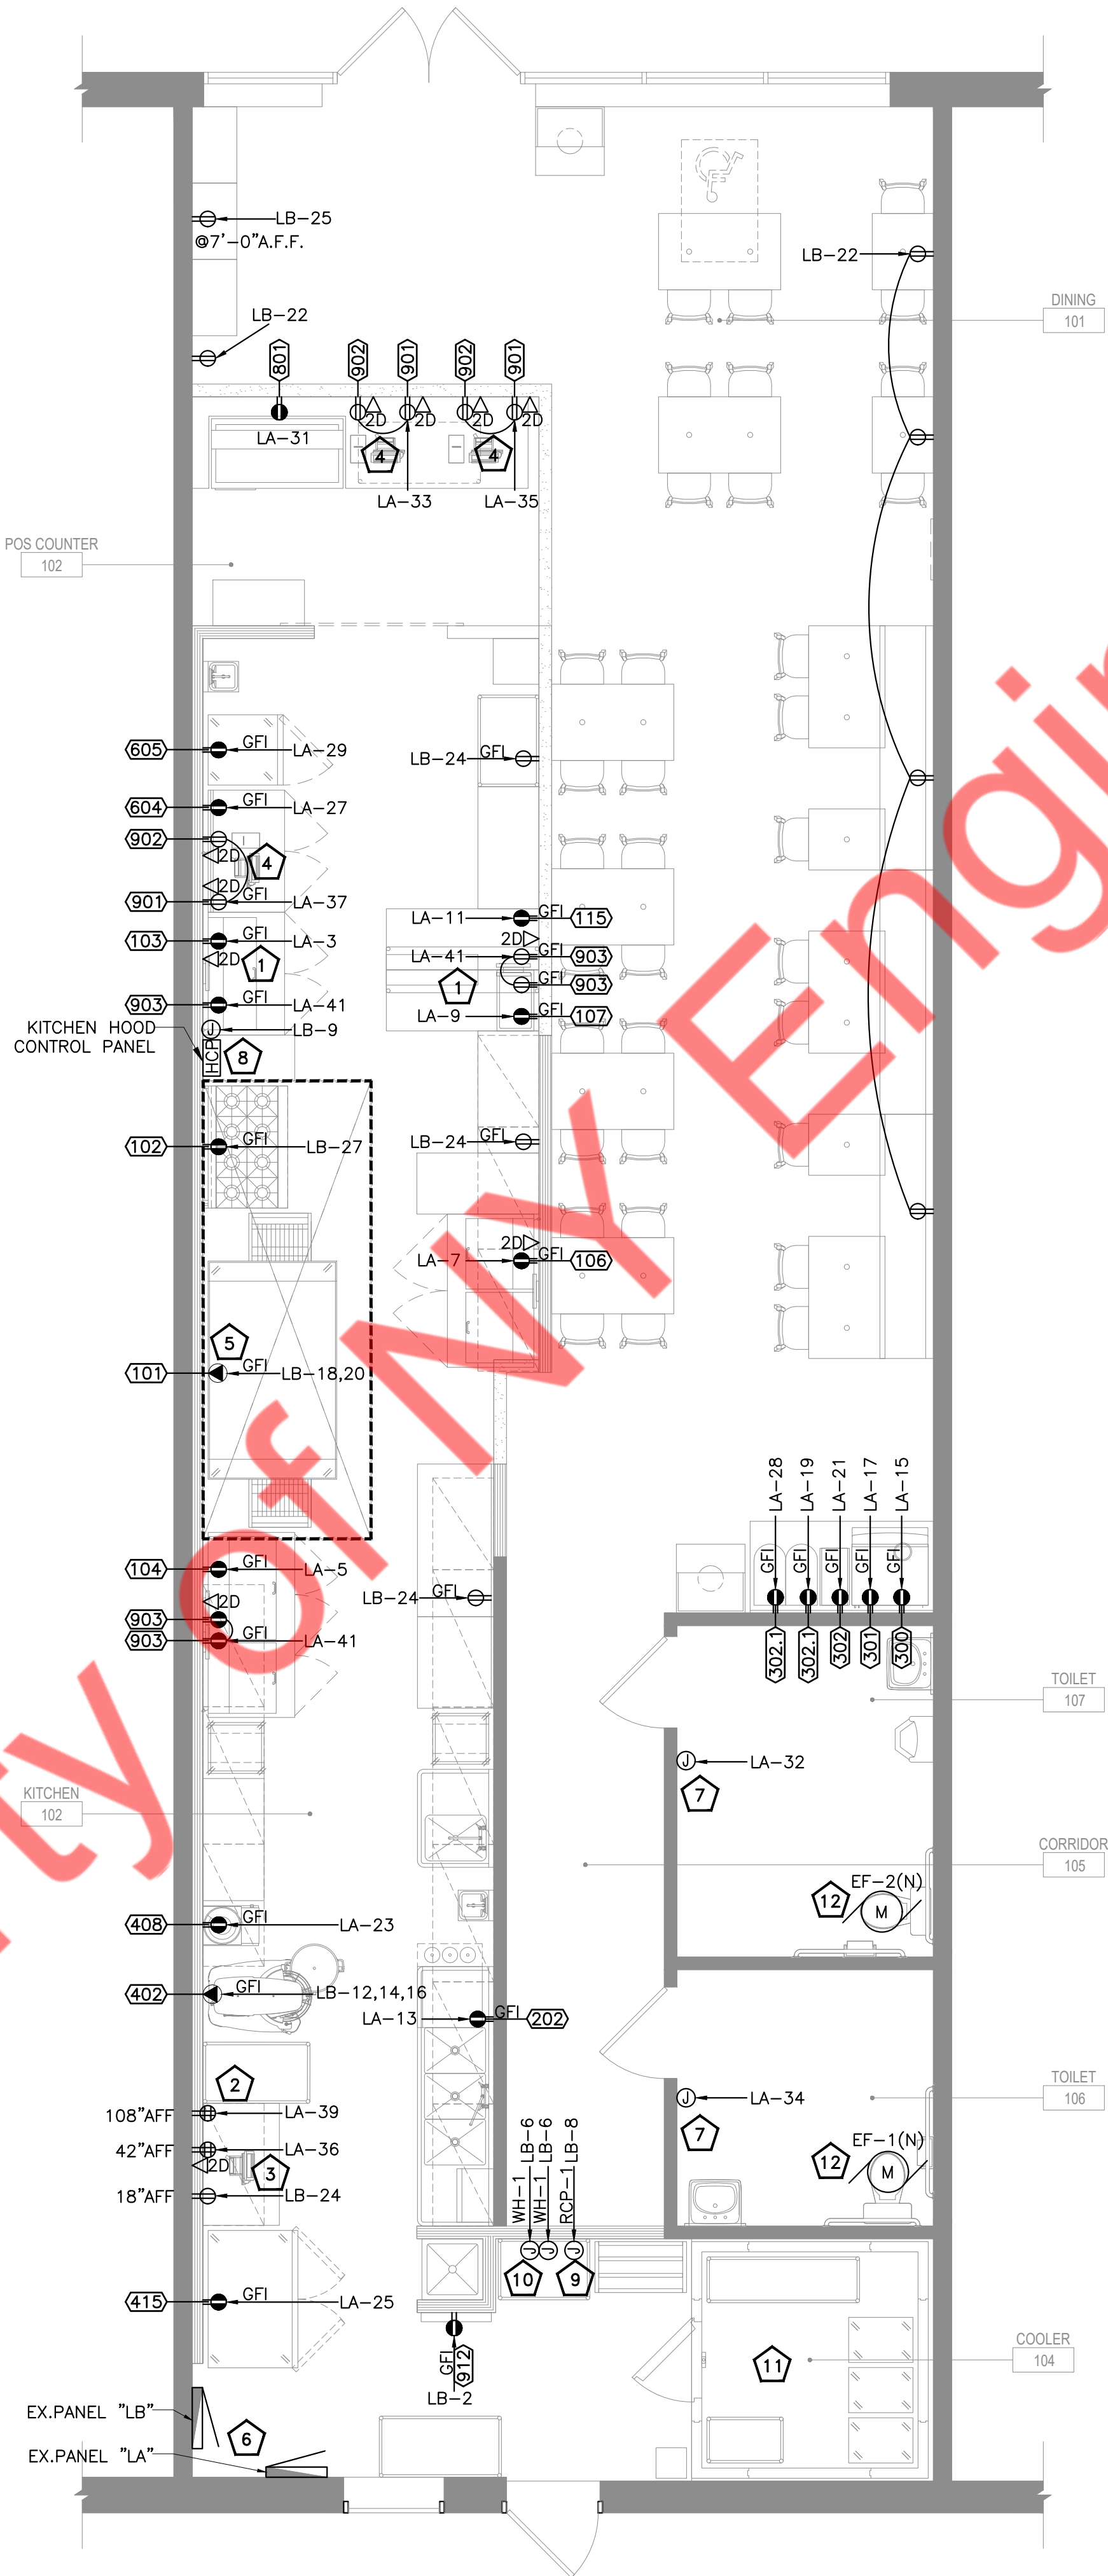 LB-25
@7'-0"A.F.F.
LB-22
DINING
101
LB-22
801
902
901
902
901
2D
2D
2D
2D
LA-31
4
4
LA-33
LA-35
POS COUNTER
102
605
GFI
LA-29
LB-24
GFI
604
GFI
LA-27
902
2D
4
2D
901
GFI
LA-37
LA-11
GFI
115
103
GFI
LA-3
2D
2D
1
LA-41
GFI
903
1
GFI
903
903
GFI
LA-41
LA-9
GFI
107
KITCHEN HOOD
CONTROL PANEL
J
LB-9
HCP
8
102
GFI
LB-27
LB-24
GFI
2D
LA-7
GFI
106
5
101
GFI
LB-18,20
LA-28
LA-19
LA-21
LA-17
LA-15
GFI
GFI
GFI
GFI
GFI
302.1
302.1
302
301
300
104
GFI
LA-5
2D
LB-24
GFI
903
903
GFI
LA-41
TOILET
107
J
LA-32
7
KITCHEN
102
CORRIDOR
105
EF-2(N)
12
M
408
GFI
LA-23
402
GFI
LB-12,14,16
LA-13
GFI
202
2
J
LA-34
7
TOILET
106
108"AFF
LA-39
42"AFF
LA-36
2D
3
18"AFF
LB-24
EF-1(N)
12
M
WH-1
LB-6
WH-1
LB-6
RCP-1
LB-8
J
J
J
10
9
415
GFI
LA-25
GFI
912
LB-2
COOLER
104
11
EX.PANEL "LB"
6
EX.PANEL "LA"
ty of NY Engi